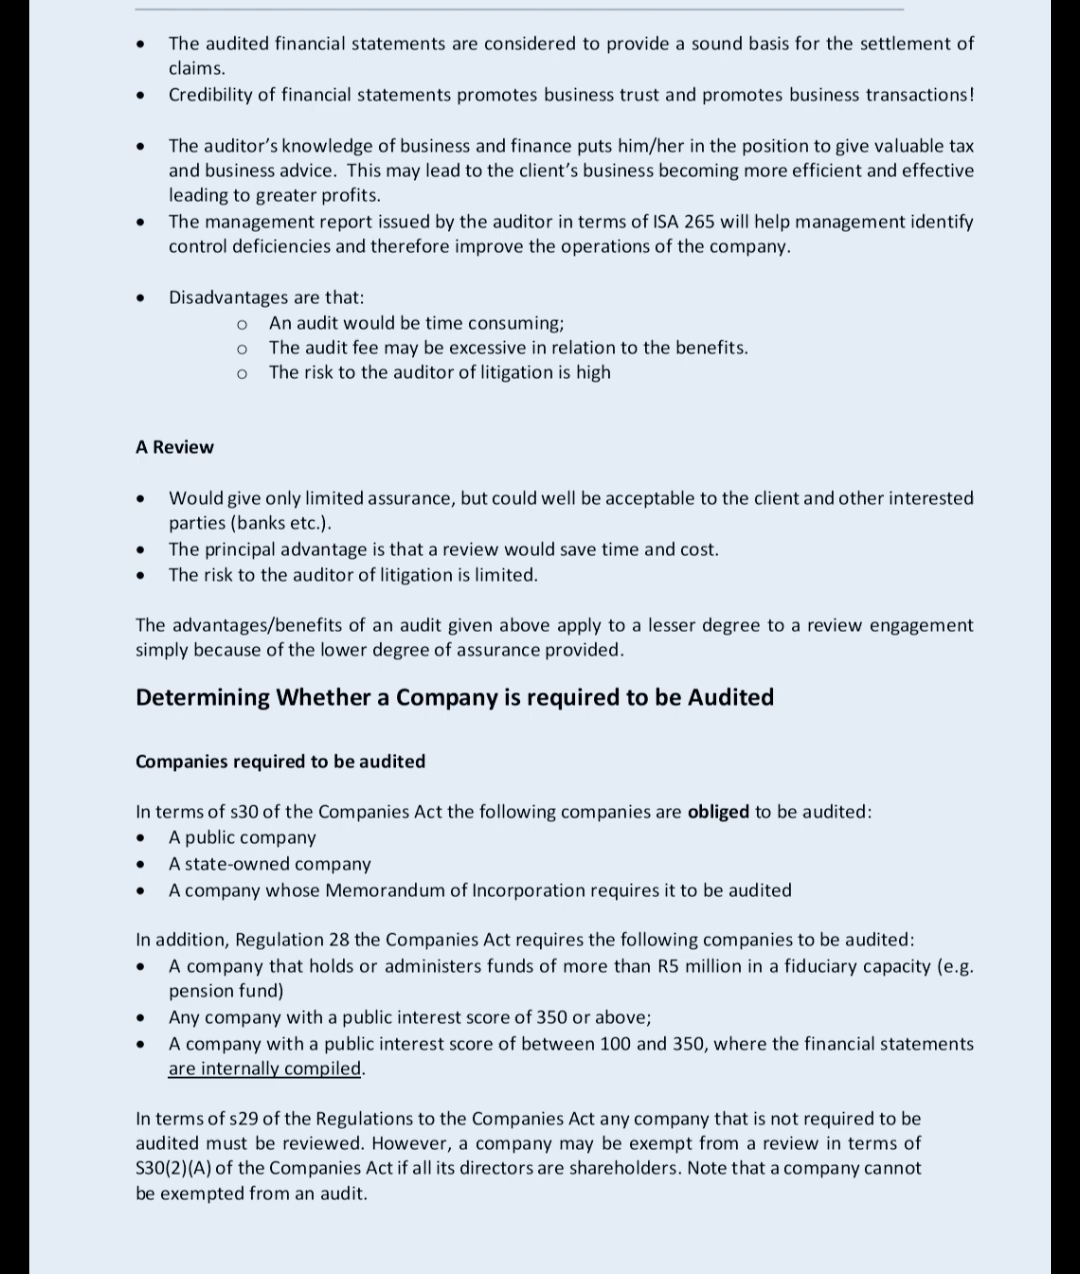 • The audited financial statements are considered to provide a sound basis for the settlement of
claims.
• Credibility of financial statements promotes business trust and promotes business transactions!
• The auditor's knowledge of business and finance puts him/her in the position to give valuable tax
and business advice. This may lead to the client's business becoming more efficient and effective
leading to greater profits.
• The management report issued by the auditor in terms of ISA 265 will help management identify
control deficiencies and therefore improve the operations of the company.
• Disadvantages are that:
o An audit would be time consuming;
o The audit fee may be excessive in relation to the benefits.
o The risk to the auditor of litigation is high
A Review
• Would give only limited assurance, but could well be acceptable to the client and other interested
parties (banks etc.).
• The principal advantage is that a review would save time and cost.
• The risk to the auditor of litigation is limited.
The advantages/benefits of an audit given above apply to a lesser degree to a review engagement
simply because of the lower degree of assurance provided.
Determining Whether a Company is required to be Audited
Companies required to be audited
In terms of s30 of the Companies Act the following companies are obliged to be audited:
• A public company
• A state-owned company
• A company whose Memorandum of Incorporation requires it to be audited
In addition, Regulation 28 the Companies Act requires the following companies to be audited:
• A company that holds or administers funds of more than R5 million in a fiduciary capacity (e.g.
pension fund)
• Any company with a public interest score of 350 or above;
• A company with a public interest score of between 100 and 350, where the financial statements
are internally compiled.
In terms of s29 of the Regulations to the Companies Act any company that is not required to be
audited must be reviewed. However, a company may be exempt from a review in terms of
S30(2)(A) of the Companies Act if all its directors are shareholders. Note that a company cannot
be exempted from an audit.